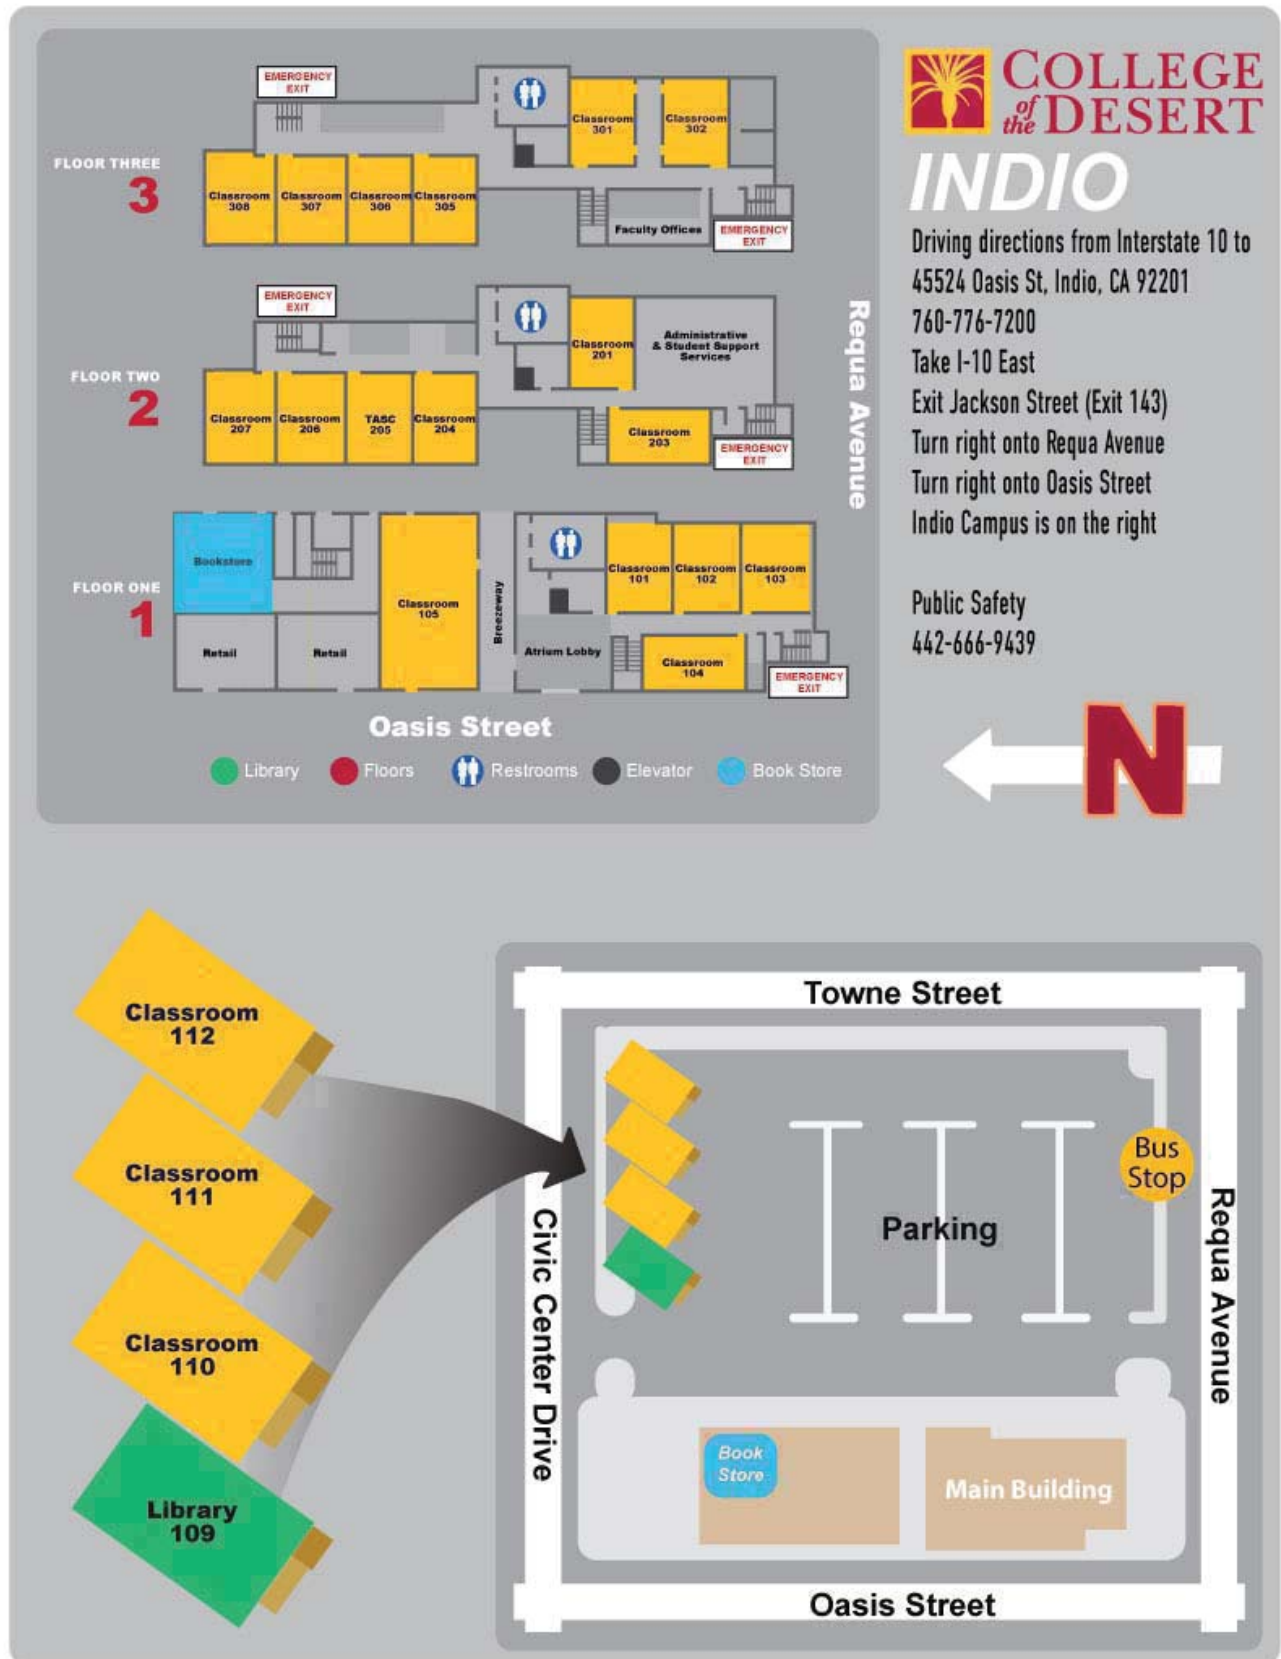 COLLEGE
of the DESERT
INDIO
Driving directions from Interstate 10 to
45524 Oasis St, Indio, CA 92201
760-776-7200
Take I-10 East
Exit Jackson Street (Exit 143)
Turn right onto Requa Avenue
Turn right onto Oasis Street
Indio Campus is on the right
Public Safety
442-666-9439
N
FLOOR THREE
3
EMERGENCY
EXIT
Classroom
301
Classroom
302
Classroom
308
Classroom
307
Classroom
306
Classroom
305
Faculty Offices
EMERGENCY
EXIT
FLOOR TWO
2
EMERGENCY
EXIT
Classroom
201
Administrative
& Student Support
Services
Classroom
207
Classroom
206
TASC
205
Classroom
204
Classroom
203
EMERGENCY
EXIT
Requa Avenue
FLOOR ONE
1
Bookstore
Retail
Retail
Classroom
105
Breezeway
Atrium Lobby
Classroom
101
Classroom
102
Classroom
103
Classroom
104
EMERGENCY
EXIT
Oasis Street
Library
Floors
Restrooms
Elevator
Book Store
Classroom
112
Classroom
111
Classroom
110
Library
109
Towne Street
Civic Center Drive
Parking
Bus
Stop
Requa Avenue
Book
Store
Main Building
Oasis Street